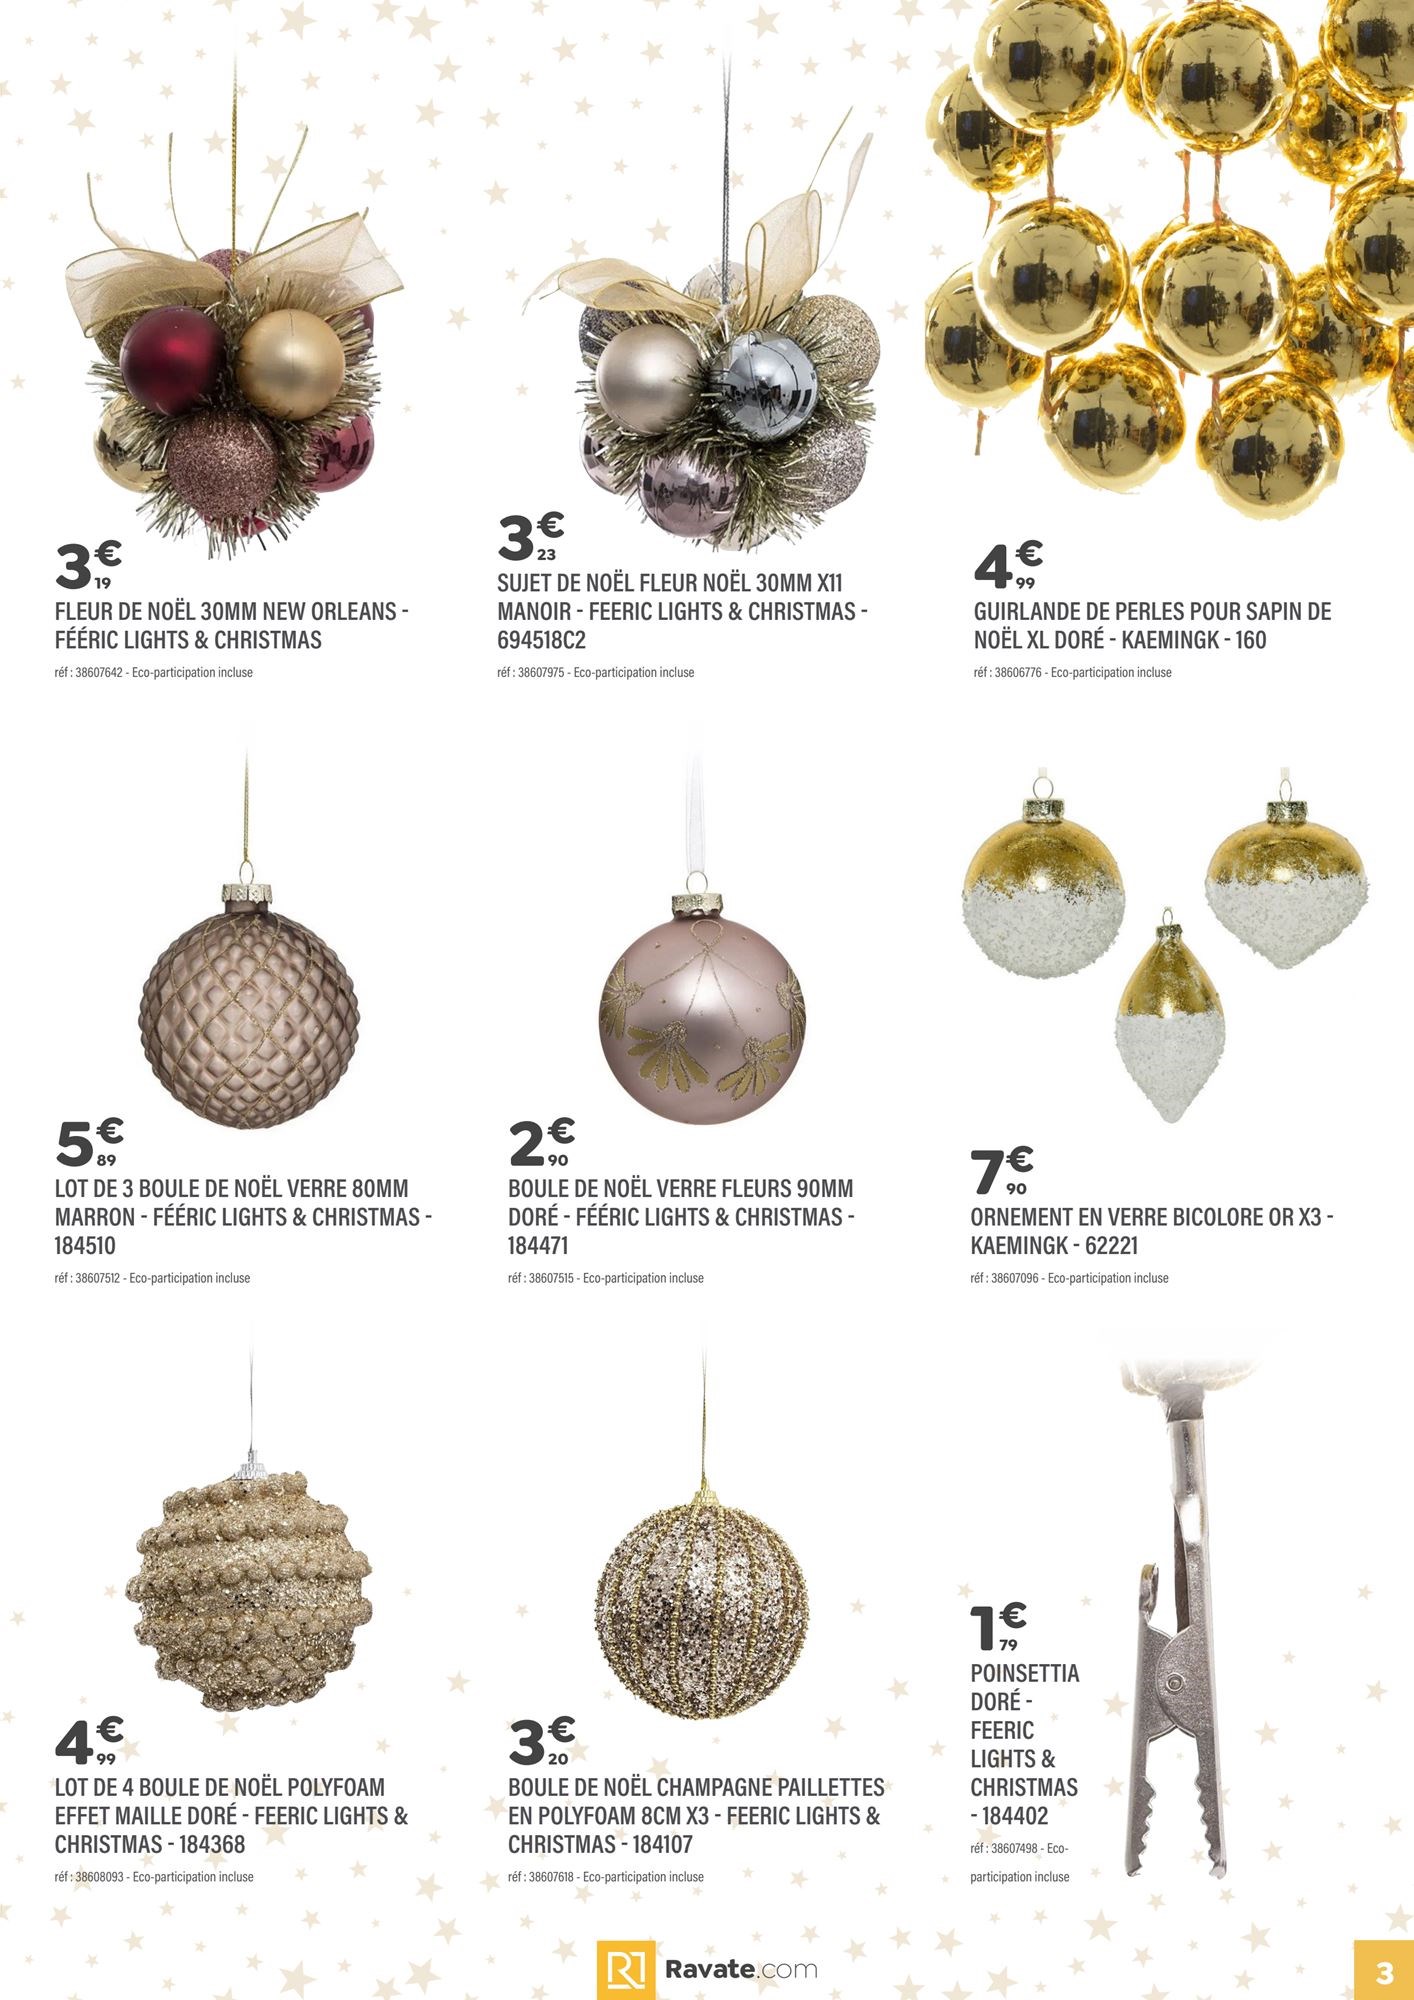 3€19
FLEUR DE NOËL 30MM NEW ORLEANS -
FÉÉRIC LIGHTS & CHRISTMAS
réf : 38607642 - Eco-participation incluse
3€23
SUJET DE NOËL FLEUR NOËL 30MM X11
MANOIR - FEERIC LIGHTS & CHRISTMAS -
694518C2
réf : 38607975 - Eco-participation incluse
4€99
GUIRLANDE DE PERLES POUR SAPIN DE
NOËL XL DORÉ - KAEMINGK - 160
réf : 38606776 - Eco-participation incluse
5€89
LOT DE 3 BOULE DE NOËL VERRE 80MM
MARRON - FÉÉRIC LIGHTS & CHRISTMAS -
184510
réf : 38607512 - Eco-participation incluse
2€90
BOULE DE NOËL VERRE FLEURS 90MM
DORÉ - FÉÉRIC LIGHTS & CHRISTMAS -
184471
réf : 38607515 - Eco-participation incluse
7€90
ORNEMENT EN VERRE BICOLORE OR X3 -
KAEMINGK - 62221
réf : 38607096 - Eco-participation incluse
4€99
LOT DE 4 BOULE DE NOËL POLYFOAM
EFFET MAILLE DORÉ - FEERIC LIGHTS &
CHRISTMAS - 184368
réf : 38608093 - Eco-participation incluse
3€20
BOULE DE NOËL CHAMPAGNE PAILLETTES
EN POLYFOAM 8CM X3 - FEERIC LIGHTS &
CHRISTMAS - 184107
réf : 38607618 - Eco-participation incluse
1€79
POINSETTIA
DORÉ -
FEERIC
LIGHTS &
CHRISTMAS
- 184402
réf : 38607498 - Eco-
participation incluse
R Ravate.com
3